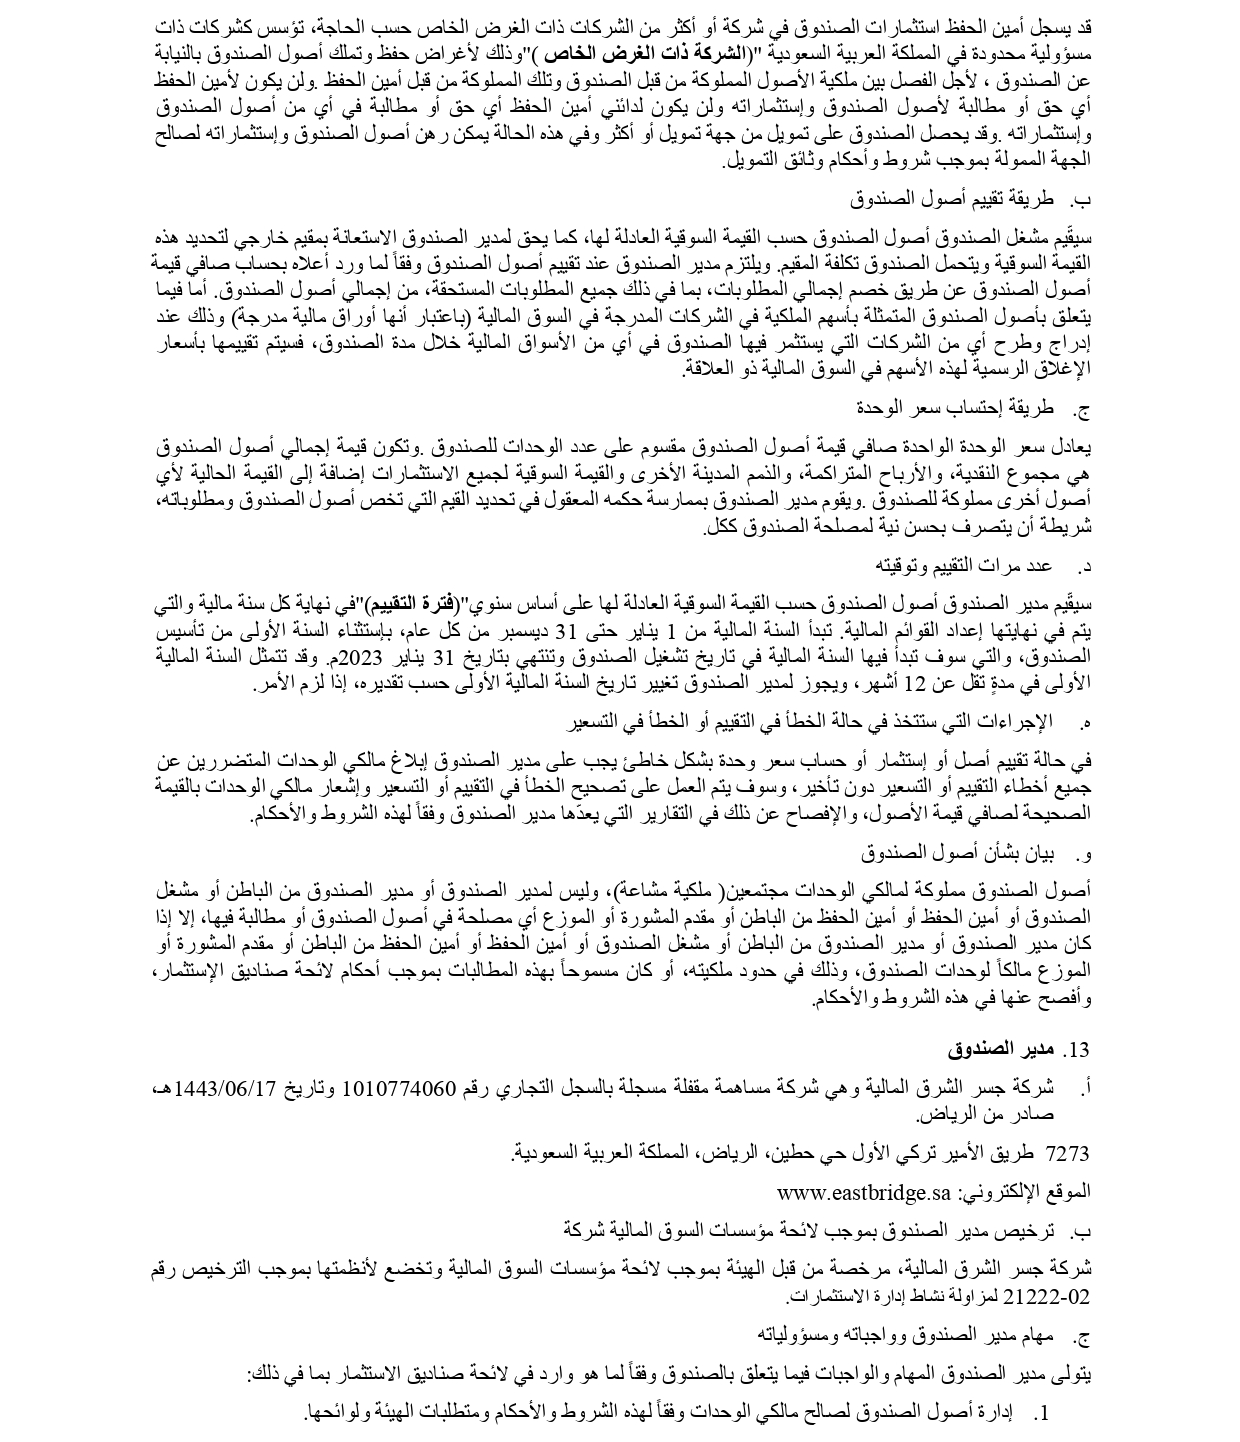 قد يسجل أمين الحفظ استثمارات الصندوق في شركة أو أكثر من الشركات ذات الغرض الخاص حسب الحاجة، تؤسس كشركات ذات
مسؤولية محدودة في المملكة العربية السعودية "(الشركة ذات الغرض الخاص )"وذلك لأغراض حفظ وتملك أصول الصندوق بالنيابة
عن الصندوق ، لأجل الفصل بين ملكية الأصول المملوكة من قبل الصندوق وتلك المملوكة من قبل أمين الحفظ .ولن يكون لأمين الحفظ
أي حق أو مطالبة لأصول الصندوق وإستثماراته ولن يكون لدائني أمين الحفظ أي حق أو مطالبة في أي من أصول الصندوق
وإستثماراته .وقد يحصل الصندوق على تمويل من جهة تمويل أو أكثر وفي هذه الحالة يمكن رهن أصول الصندوق وإستثماراته لصالح
الجهة الممولة بموجب شروط وأحكام وثائق التمويل.
ب. طريقة تقييم أصول الصندوق
سيقَّيم مشغل الصندوق أصول الصندوق حسب القيمة السوقية العادلة لها، كما يحق لمدير الصندوق الاستعانة بمقيم خارجي لتحديد هذه
القيمة السوقية ويتحمل الصندوق تكلفة المقيم. ويلتزم مدير الصندوق عند تقييم أصول الصندوق وفقاً لما ورد أعلاه بحساب صافي قيمة
أصول الصندوق عن طريق خصم إجمالي المطلوبات، بما في ذلك جميع المطلوبات المستحقة، من إجمالي أصول الصندوق. أما فيما
يتعلق بأصول الصندوق المتمثلة بأسهم الملكية في الشركات المدرجة في السوق المالية (باعتبار أنها أوراق مالية مدرجة) وذلك عند
إدراج وطرح أي من الشركات التي يستثمر فيها الصندوق في أي من الأسواق المالية خلال مدة الصندوق، فسيتم تقييمها بأسعار
الإغلاق الرسمية لهذه الأسهم في السوق المالية ذو العلاقة.
ج. طريقة إحتساب سعر الوحدة
يعادل سعر الوحدة الواحدة صافي قيمة أصول الصندوق مقسوم على عدد الوحدات للصندوق .وتكون قيمة إجمالي أصول الصندوق
هي مجموع النقدية، والأرباح المتراكمة، والذمم المدينة الأخرى والقيمة السوقية لجميع الاستثمارات إضافة إلى القيمة الحالية لأي
أصول أخرى مملوكة للصندوق .ويقوم مدير الصندوق بممارسة حكمه المعقول في تحديد القيم التي تخص أصول الصندوق ومطلوباته،
شريطة أن يتصرف بحسن نية لمصلحة الصندوق ككل.
د. عدد مرات التقييم وتوقيته
سيقَّيم مدير الصندوق أصول الصندوق حسب القيمة السوقية العادلة لها على أساس سنوي"(فترة التقييم)"في نهاية كل سنة مالية والتي
يتم في نهايتها إعداد القوائم المالية. تبدأ السنة المالية من 1 يناير حتى 31 ديسمبر من كل عام، بإستثناء السنة الأولى من تأسيس
الصندوق، والتي سوف تبدأ فيها السنة المالية في تاريخ تشغيل الصندوق وتنتهي بتاريخ 31 يناير 2023م. وقد تتمثل السنة المالية
الأولى في مدةٍ تقل عن 12 أشهر، ويجوز لمدير الصندوق تغيير تاريخ السنة المالية الأولى حسب تقديره، إذا لزم الأمر.
ه. الإجراءات التي ستتخذ في حالة الخطأ في التقييم أو الخطأ في التسعير
في حالة تقييم أصل أو إستثمار أو حساب سعر وحدة بشكل خاطئ يجب على مدير الصندوق إبلاغ مالكي الوحدات المتضررين عن
جميع أخطاء التقييم أو التسعير دون تأخير، وسوف يتم العمل على تصحيح الخطأ في التقييم أو التسعير وإشعار مالكي الوحدات بالقيمة
الصحيحة لصافي قيمة الأصول، والإفصاح عن ذلك في التقارير التي يعدّها مدير الصندوق وفقاً لهذه الشروط والأحكام.
و. بيان بشأن أصول الصندوق
أصول الصندوق مملوكة لمالكي الوحدات مجتمعين( ملكية مشاعة)، وليس لمدير الصندوق أو مدير الصندوق من الباطن أو مشغل
الصندوق أو أمين الحفظ أو أمين الحفظ من الباطن أو مقدم المشورة أو الموزع أي مصلحة في أصول الصندوق أو مطالبة فيها، إلا إذا
كان مدير الصندوق أو مدير الصندوق من الباطن أو مشغل الصندوق أو أمين الحفظ أو أمين الحفظ من الباطن أو مقدم المشورة أو
الموزع مالكاً لوحدات الصندوق، وذلك في حدود ملكيته، أو كان مسموحاً بهذه المطالبات بموجب أحكام لائحة صناديق الإستثمار،
وأفصح عنها في هذه الشروط والأحكام.
13. مدير الصندوق
أ. شركة جسر الشرق المالية وهي شركة مساهمة مقفلة مسجلة بالسجل التجاري رقم 1010774060 وتاريخ 1443/06/17هـ،
صادر من الرياض.
7273 طريق الأمير تركي الأول حي حطين، الرياض، المملكة العربية السعودية.
الموقع الإلكتروني: www.eastbridge.sa
ب. ترخيص مدير الصندوق بموجب لائحة مؤسسات السوق المالية شركة
شركة جسر الشرق المالية، مرخصة من قبل الهيئة بموجب لائحة مؤسسات السوق المالية وتخضع لأنظمتها بموجب الترخيص رقم
21222-02 لمزاولة نشاط إدارة الاستثمارات.
ج. مهام مدير الصندوق وواجباته ومسؤولياته
يتولى مدير الصندوق المهام والواجبات فيما يتعلق بالصندوق وفقاً لما هو وارد في لائحة صناديق الاستثمار بما في ذلك:
1. إدارة أصول الصندوق لصالح مالكي الوحدات وفقاً لهذه الشروط والأحكام ومتطلبات الهيئة ولوائحها.